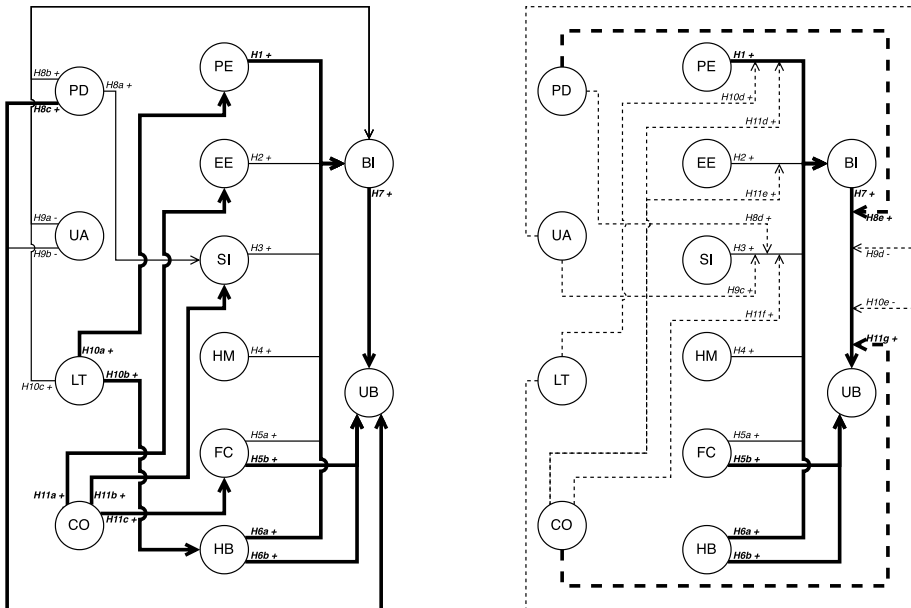 PE
H1 +
H8b +
PD
H8a +
H8c +
EE
H2 +
BI
H7 +
H9a -
UA
H9b -
SI
H3 +
H10a +
HM
H4 +
H10c +
LT
H10b +
UB
FC
H5a +
H5b +
H11a +
H11b +
H11c +
CO
HB
H6a +
H6b +
PE
H1 +
PD
H10d +
H11d +
EE
H2 +
BI
H11e +
H7 +
H8d +
H8e +
UA
SI
H3 +
H9d -
H9c +
H10e -
H11f +
HM
H4 +
H11g +
LT
UB
FC
H5a +
H5b +
CO
HB
H6a +
H6b +